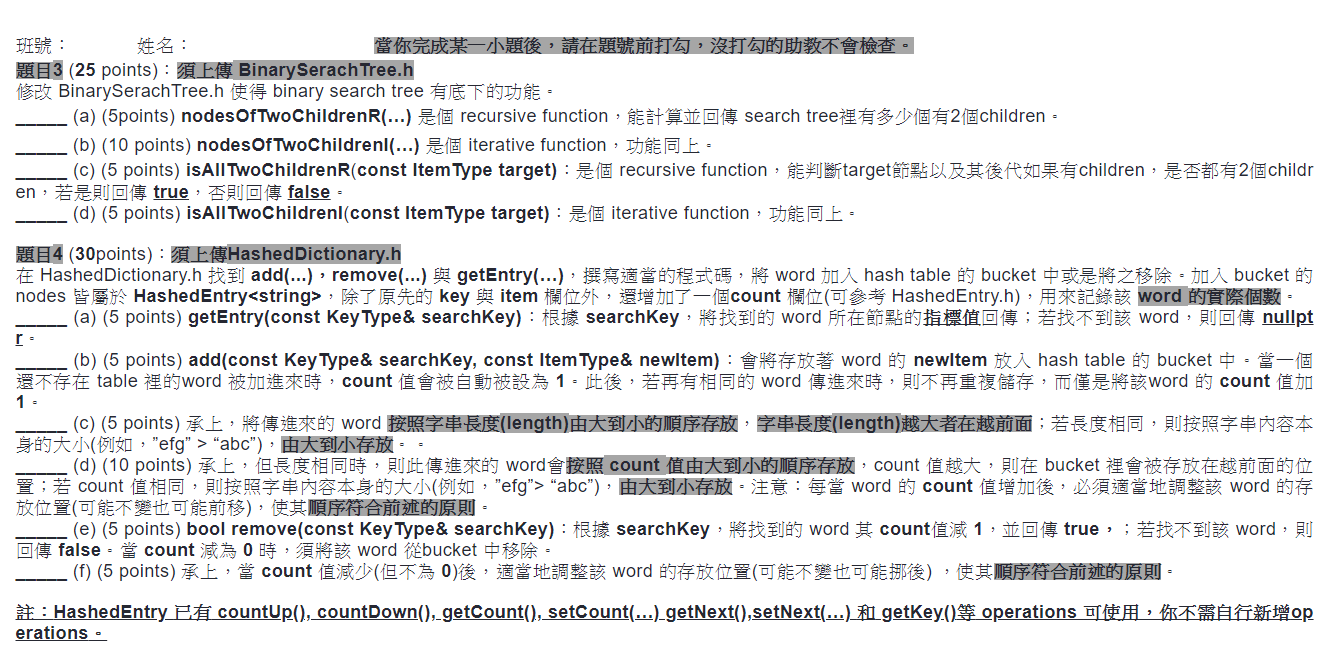 班號： 姓名： 當你完成某一小題後，請在題號前打勾，沒打勾的助教不會檢查。
題目3 (25 points)：須上傳 BinarySerachTree.h
修改 BinarySerachTree.h 使得 binary search tree 有底下的功能。
_____ (a) (5points) nodesOfTwoChildrenR(…) 是個 recursive function，能計算並回傳 search tree裡有多少個有2個children。
_____ (b) (10 points) nodesOfTwoChildrenI(…) 是個 iterative function，功能同上。
_____ (c) (5 points) isAllTwoChildrenR(const ItemType target)：是個 recursive function，能判斷target節點以及其後代如果有children，是否都有2個childr
en，若是則回傳 true，否則回傳 false。
_____ (d) (5 points) isAllTwoChildrenI(const ItemType target)：是個 iterative function，功能同上。
題目4 (30points)：須上傳HashedDictionary.h
在 HashedDictionary.h 找到 add(…)，remove(…) 與 getEntry(…)，撰寫適當的程式碼，將 word 加入 hash table 的 bucket 中或是將之移除。加入 bucket 的
nodes 皆屬於 HashedEntry<string>，除了原先的 key 與 item 欄位外，還增加了一個count 欄位(可參考 HashedEntry.h)，用來記錄該 word 的實際個數。
_____ (a) (5 points) getEntry(const KeyType& searchKey)：根據 searchKey，將找到的 word 所在節點的指標值回傳；若找不到該 word，則回傳 nullpt
r。
_____ (b) (5 points) add(const KeyType& searchKey, const ItemType& newItem)：會將存放著 word 的 newItem 放入 hash table 的 bucket 中。當一個
還不存在 table 裡的word 被加進來時，count 值會被自動被設為 1。此後，若再有相同的 word 傳進來時，則不再重複儲存，而僅是將該word 的 count 值加
1。
_____ (c) (5 points) 承上，將傳進來的 word 按照字串長度(length)由大到小的順序存放，字串長度(length)越大者在越前面；若長度相同，則按照字串內容本
身的大小(例如，”efg” > “abc”)，由大到小存放。。
_____ (d) (10 points) 承上，但長度相同時，則此傳進來的 word會按照 count 值由大到小的順序存放，count 值越大，則在 bucket 裡會被存放在越前面的位
置；若 count 值相同，則按照字串內容本身的大小(例如，”efg”> “abc”)，由大到小存放。注意：每當 word 的 count 值增加後，必須適當地調整該 word 的存
放位置(可能不變也可能前移)，使其順序符合前述的原則。
_____ (e) (5 points) bool remove(const KeyType& searchKey)：根據 searchKey，將找到的 word 其 count值減 1，並回傳 true，；若找不到該 word，則
回傳 false。當 count 減為 0 時，須將該 word 從bucket 中移除。
_____ (f) (5 points) 承上，當 count 值減少(但不為 0)後，適當地調整該 word 的存放位置(可能不變也可能挪後) ，使其順序符合前述的原則。
註：HashedEntry 已有 countUp(), countDown(), getCount(), setCount(…) getNext(),setNext(…) 和 getKey()等 operations 可使用，你不需自行新增op
erations。